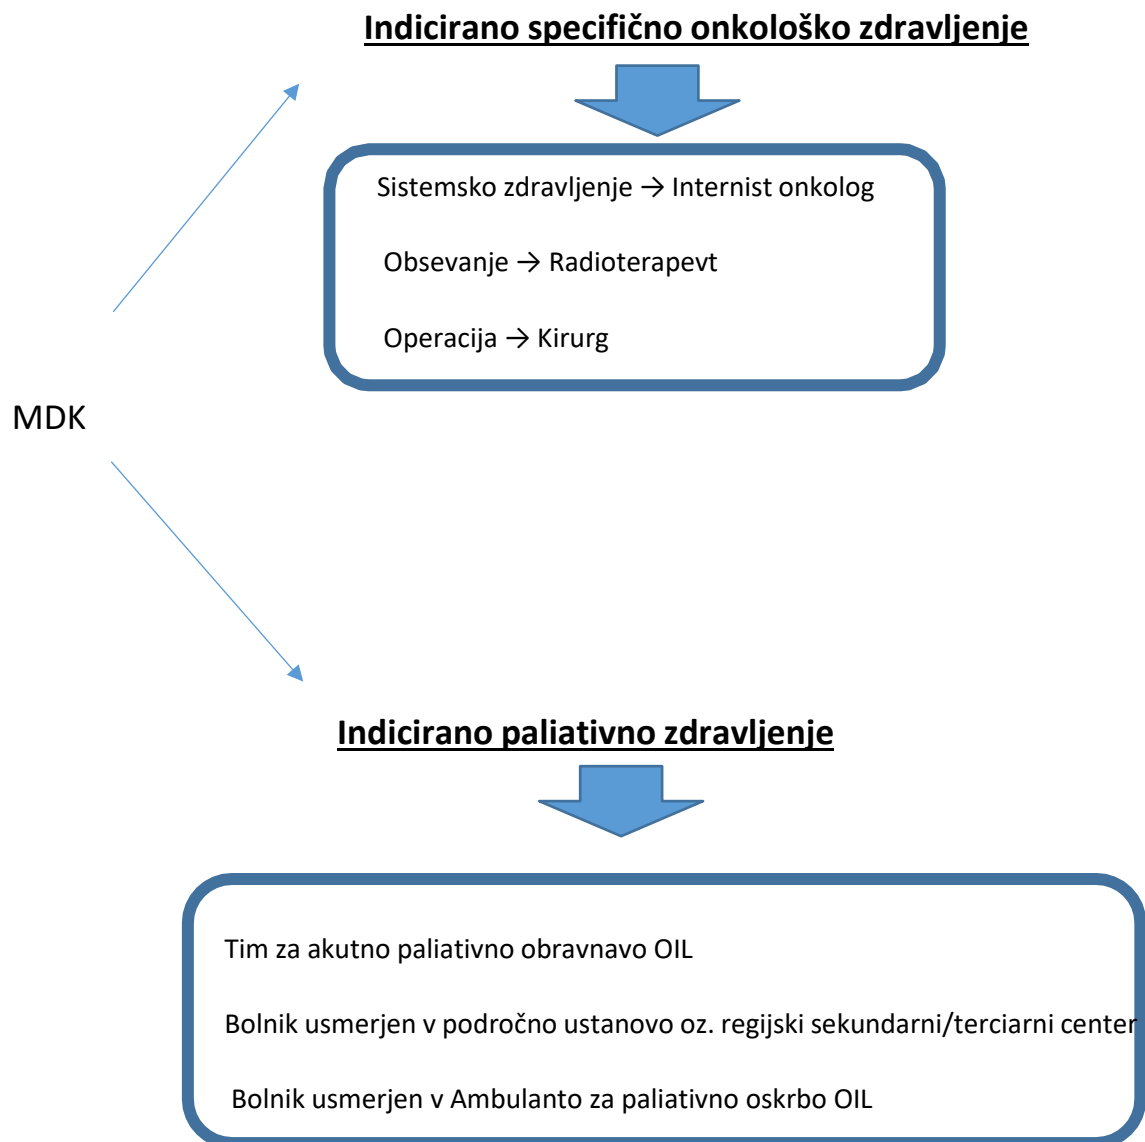 Indicirano specifično onkološko zdravljenje
Sistemsko zdravljenje → Internist onkolog
Obsevanje → Radioterapevt
Operacija → Kirurg
MDK
Indicirano paliativno zdravljenje
Tim za akutno paliativno obravnavo OIL
Bolnik usmerjen v področno ustanovo oz. regijski sekundarni/terciarni center
Bolnik usmerjen v Ambulanto za paliativno oskrbo OIL